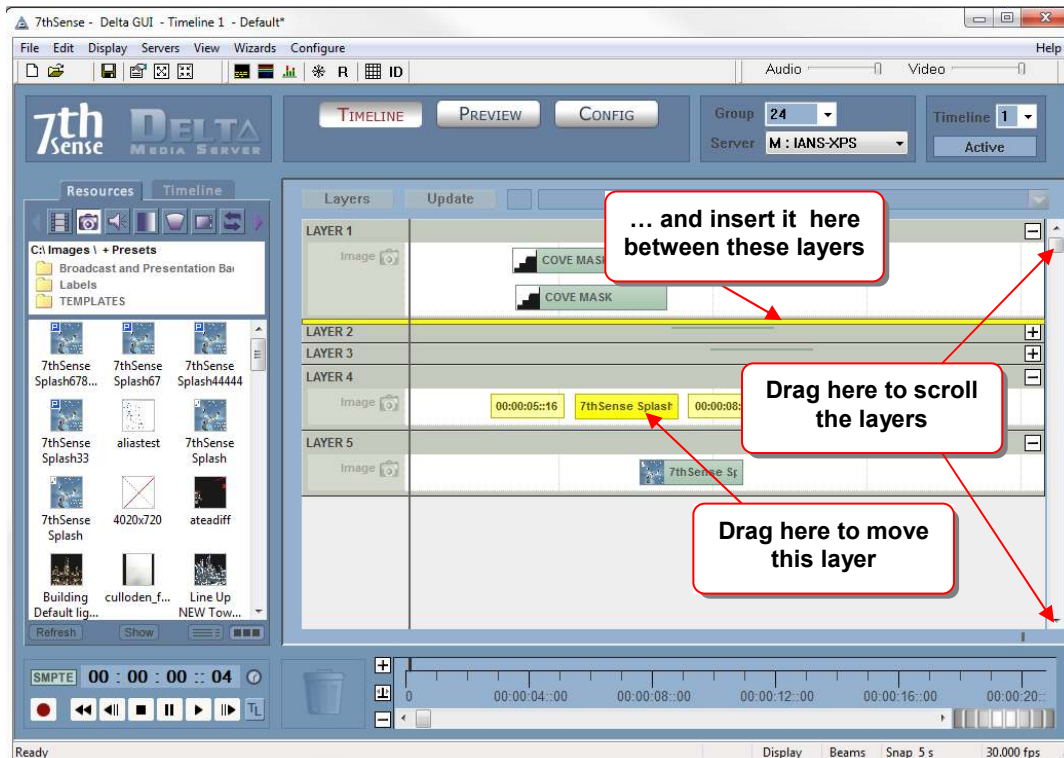 7thSense - Delta GUI - Timeline 1 - Default*
File Edit Display Servers View Wizards Configure Help
R ID Audio Video
7th Sense DELTA MEDIA SERVER
TIMELINE PREVIEW CONFIG
Group 24
Server M : IANS-XPS
Timeline 1
Active
Resources Timeline
C:\ Images \ + Presets
Broadcast and Presentation Bac
Labels
TEMPLATES
7thSense Splash678...
7thSense Splash67
7thSense Splash44444
7thSense Splash33
aliastest
7thSense Splash
7thSense Splash
4020x720
ateadiff
Building Default lig...
culloden_f...
Line Up NEW Tow...
Refresh Show
Layers Update
LAYER 1
Image
COVE MASK
COVE MASK
… and insert it here
between these layers
LAYER 2
LAYER 3
LAYER 4
Image
00:00:05::16 7thSense Splash 00:00:08:
Drag here to scroll
the layers
LAYER 5
Image
7thSense Sp
Drag here to move
this layer
SMPTE 00 : 00 : 00 :: 04
TL
0 00:00:04::00 00:00:08::00 00:00:12::00 00:00:16::00 00:00:20::
Ready Display Beams Snap 5 s 30.000 fps